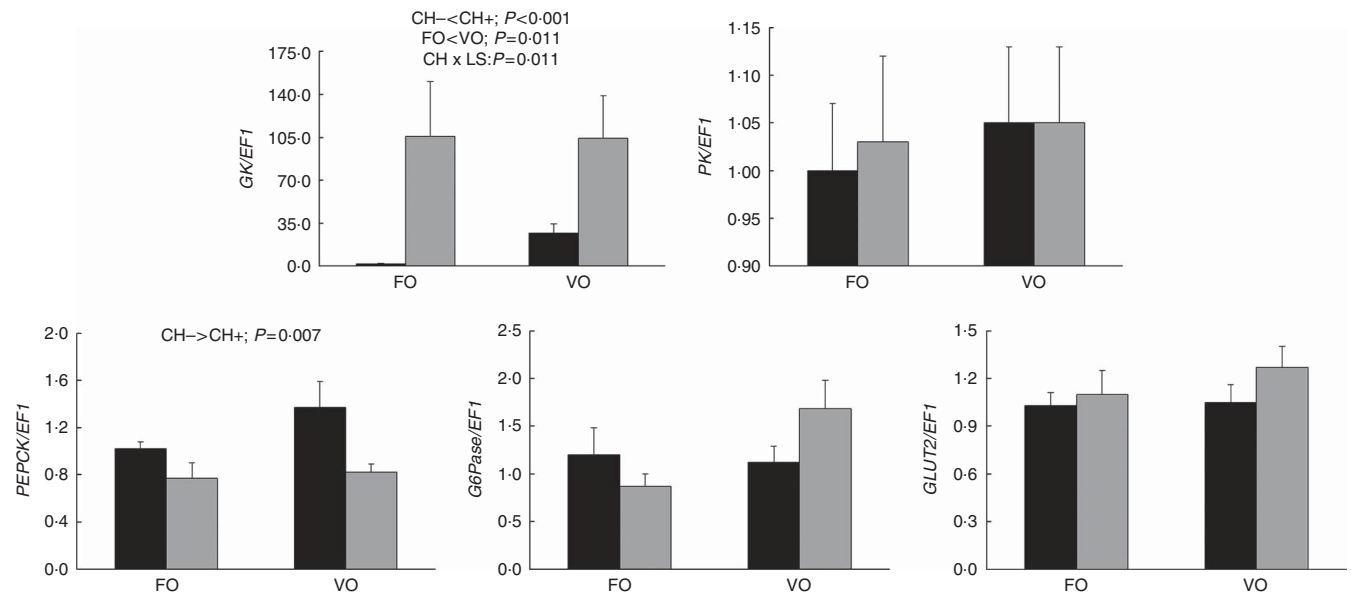 CH–<CH+; P<0·001
FO<VO; P=0·011
CH x LS:P=0·011
175·0
140·0
105·0
70·0
35·0
0·0
GK/EF1
FO
VO
1·15
1·10
1·05
1·00
0·95
0·90
PK/EF1
FO
VO
CH–>CH+; P=0·007
2·0
1·6
1·2
0·8
0·4
0·0
PEPCK/EF1
FO
VO
2·5
2·0
1·5
1·0
0·5
0·0
G6Pase/EF1
FO
VO
1·5
1·2
0·9
0·6
0·3
0·0
GLUT2/EF1
FO
VO